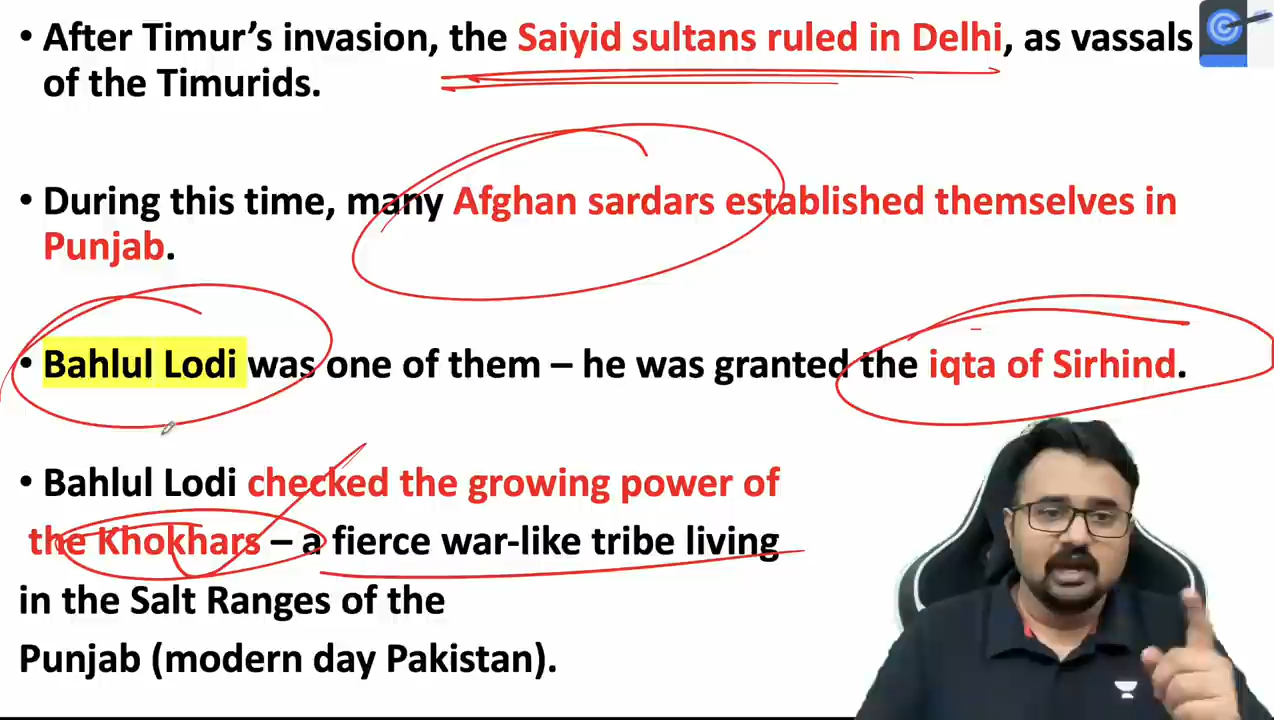 • After Timur's invasion, the Saiyid sultans ruled in Delhi, as vassals
of the Timurids.
• During this time, many Afghan sardars established themselves in
Punjab.
• Bahlul Lodi was one of them – he was granted the iqta of Sirhind.
• Bahlul Lodi checked the growing power of
the Khokhars – a fierce war-like tribe living
in the Salt Ranges of the
Punjab (modern day Pakistan).